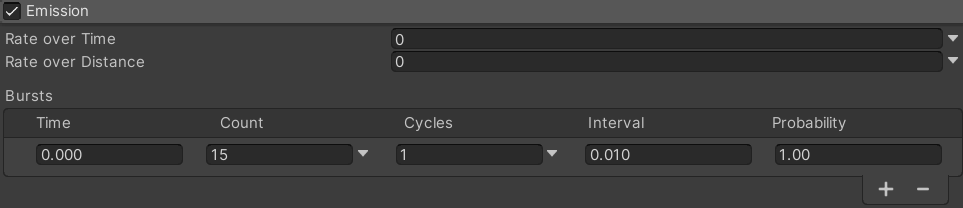 Emission
Rate over Time 0
Rate over Distance 0
Bursts
Time Count Cycles Interval Probability
0.000 15 1 0.010 1.00
+ −